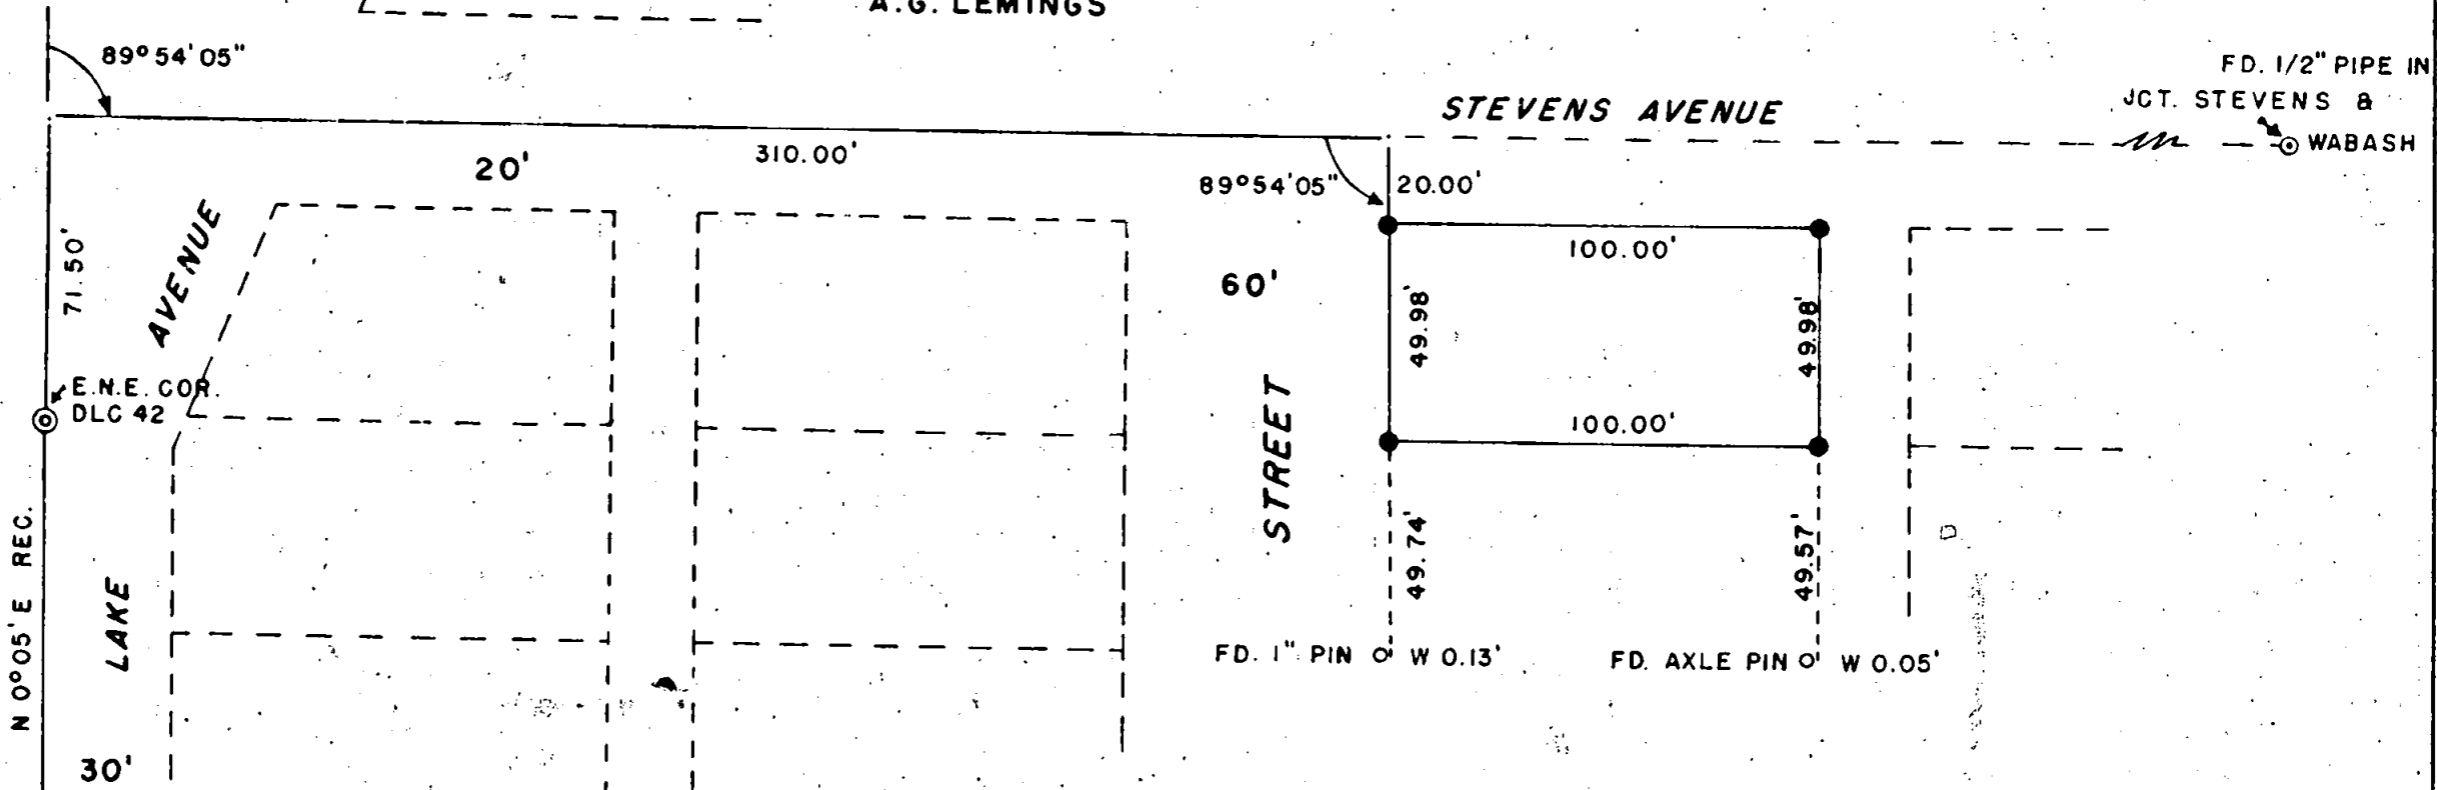 A.G. LEMINGS
89°54'05"
FD. 1/2" PIPE IN
JCT. STEVENS &
WABASH
STEVENS AVENUE
20'
310.00'
89°54'05"
20.00'
AVENUE
71.50'
100.00'
60'
49.98'
49.98'
E.N.E. COR.
DLC 42
100.00'
STREET
N 0°05' E REC.
LAKE
49.74'
49.57'
FD. 1" PIN
W 0.13'
FD. AXLE PIN
W 0.05'
30'